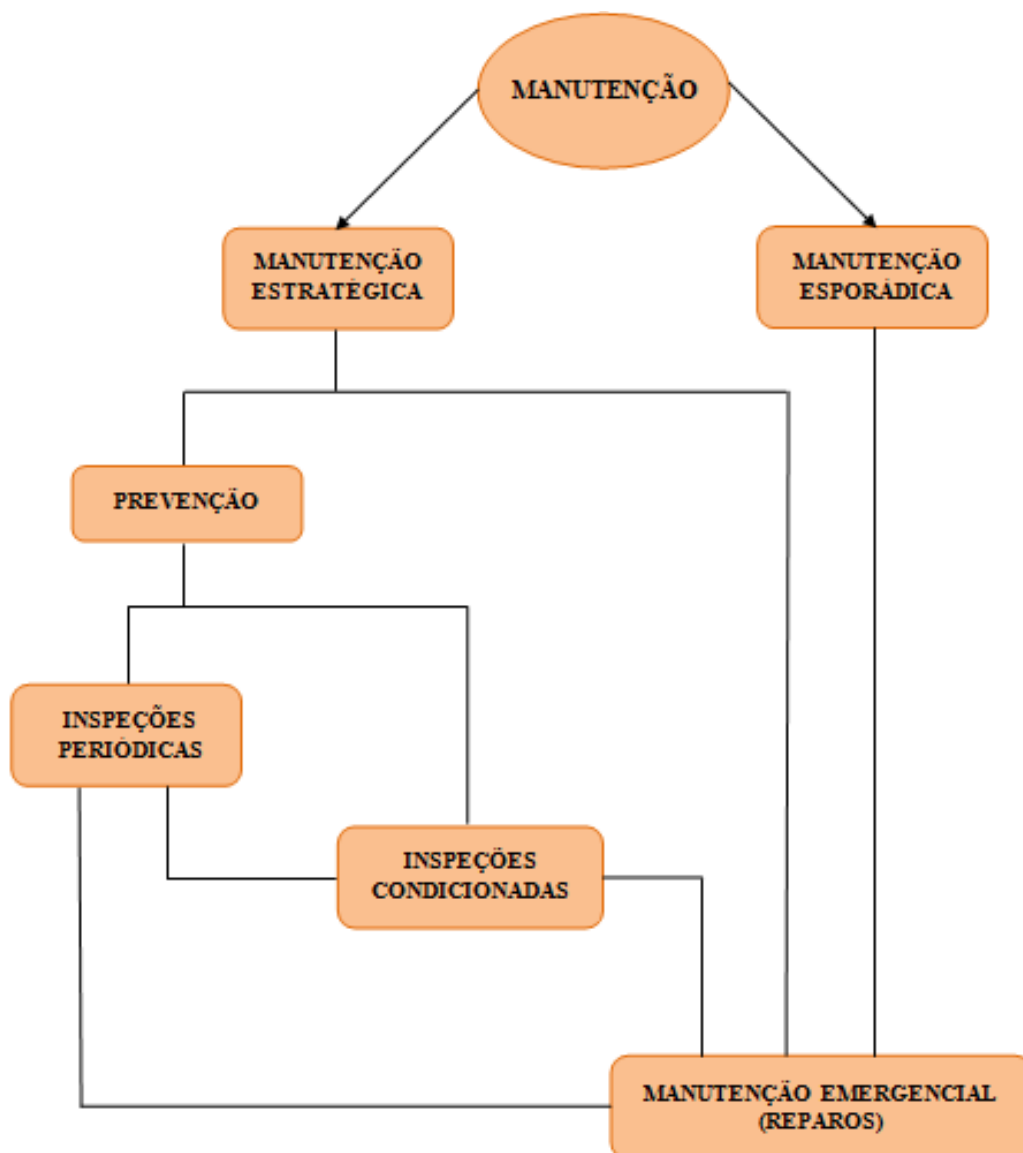 MANUTENÇÃO
MANUTENÇÃO
ESTRATÉGICA
MANUTENÇÃO
ESPORÁDICA
PREVENÇÃO
INSPEÇÕES
PERIÓDICAS
INSPEÇÕES
CONDICIONADAS
MANUTENÇÃO EMERGENCIAL
(REPAROS)